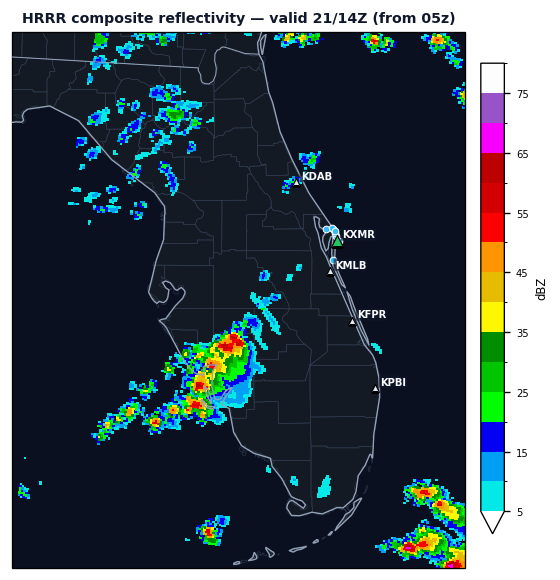 HRRR composite reflectivity — valid 21/14Z (from 05z)
KDAB
KXMR
KMLB
KFPR
KPBI
75
65
55
45
35
25
15
5
dBZ